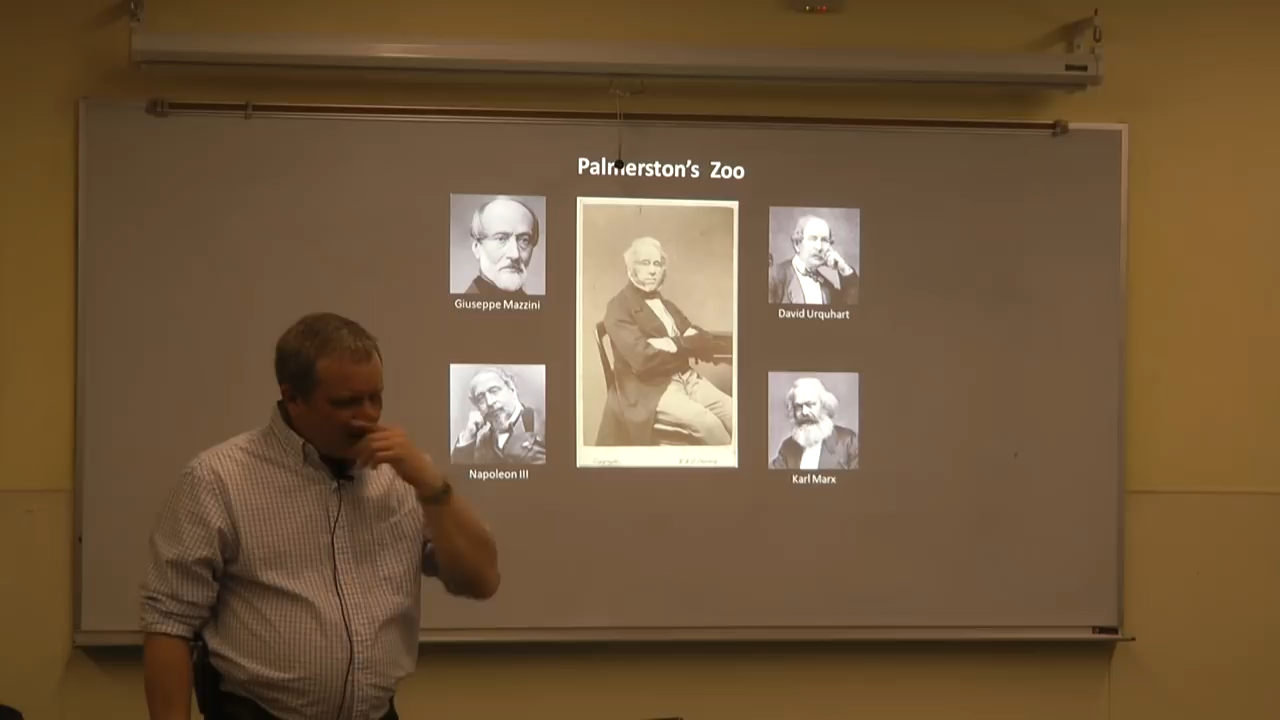 Palmerston's Zoo
Giuseppe Mazzini
David Urquhart
Napoleon III
Karl Marx